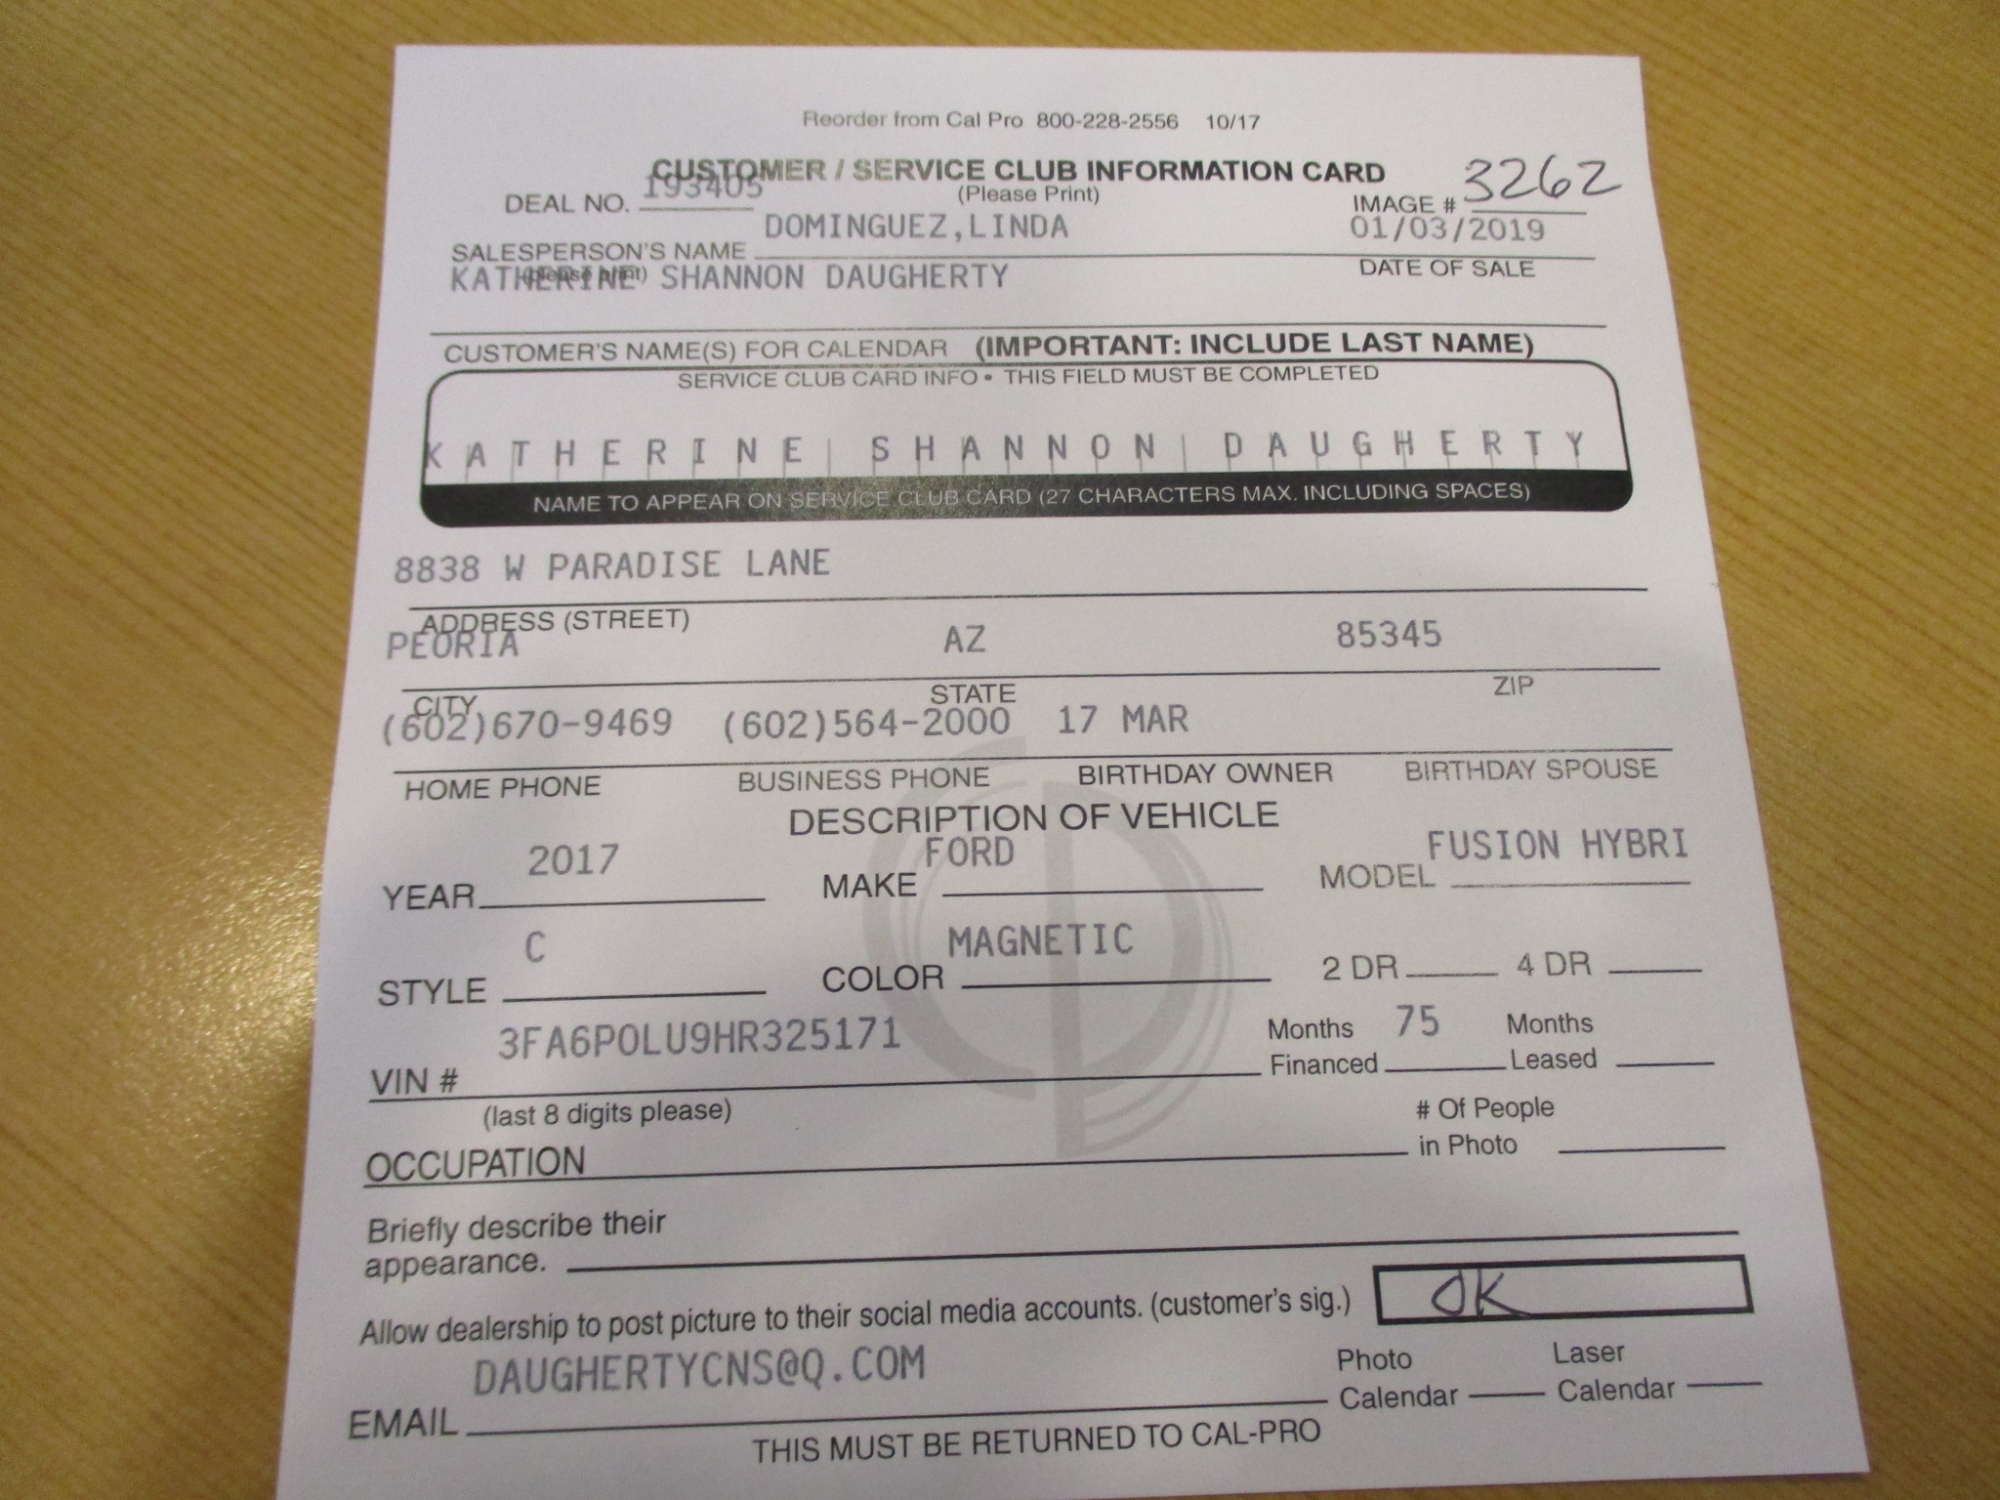 Reorder from Cal Pro 800-228-2556 10/17
CUSTOMER / SERVICE CLUB INFORMATION CARD
(Please Print)
DEAL NO. 193405
IMAGE # 3262
DOMINGUEZ,LINDA 01/03/2019
SALESPERSON'S NAME
(please print)
DATE OF SALE
KATHERINE SHANNON DAUGHERTY
CUSTOMER'S NAME(S) FOR CALENDAR (IMPORTANT: INCLUDE LAST NAME)
SERVICE CLUB CARD INFO • THIS FIELD MUST BE COMPLETED
KATHERINE SHANNON DAUGHERTY
NAME TO APPEAR ON SERVICE CLUB CARD (27 CHARACTERS MAX. INCLUDING SPACES)
8838 W PARADISE LANE
ADDRESS (STREET)
PEORIA AZ 85345
CITY STATE ZIP
(602)670-9469 (602)564-2000 17 MAR
HOME PHONE BUSINESS PHONE BIRTHDAY OWNER BIRTHDAY SPOUSE
DESCRIPTION OF VEHICLE
2017 FORD FUSION HYBRI
YEAR MAKE MODEL
C MAGNETIC
STYLE COLOR 2 DR 4 DR
3FA6P0LU9HR325171 Months 75 Months
VIN # Financed Leased
(last 8 digits please) # Of People
OCCUPATION in Photo
Briefly describe their
appearance.
Allow dealership to post picture to their social media accounts. (customer's sig.) OK
DAUGHERTYCNS@Q.COM Photo Laser
EMAIL Calendar Calendar
THIS MUST BE RETURNED TO CAL-PRO